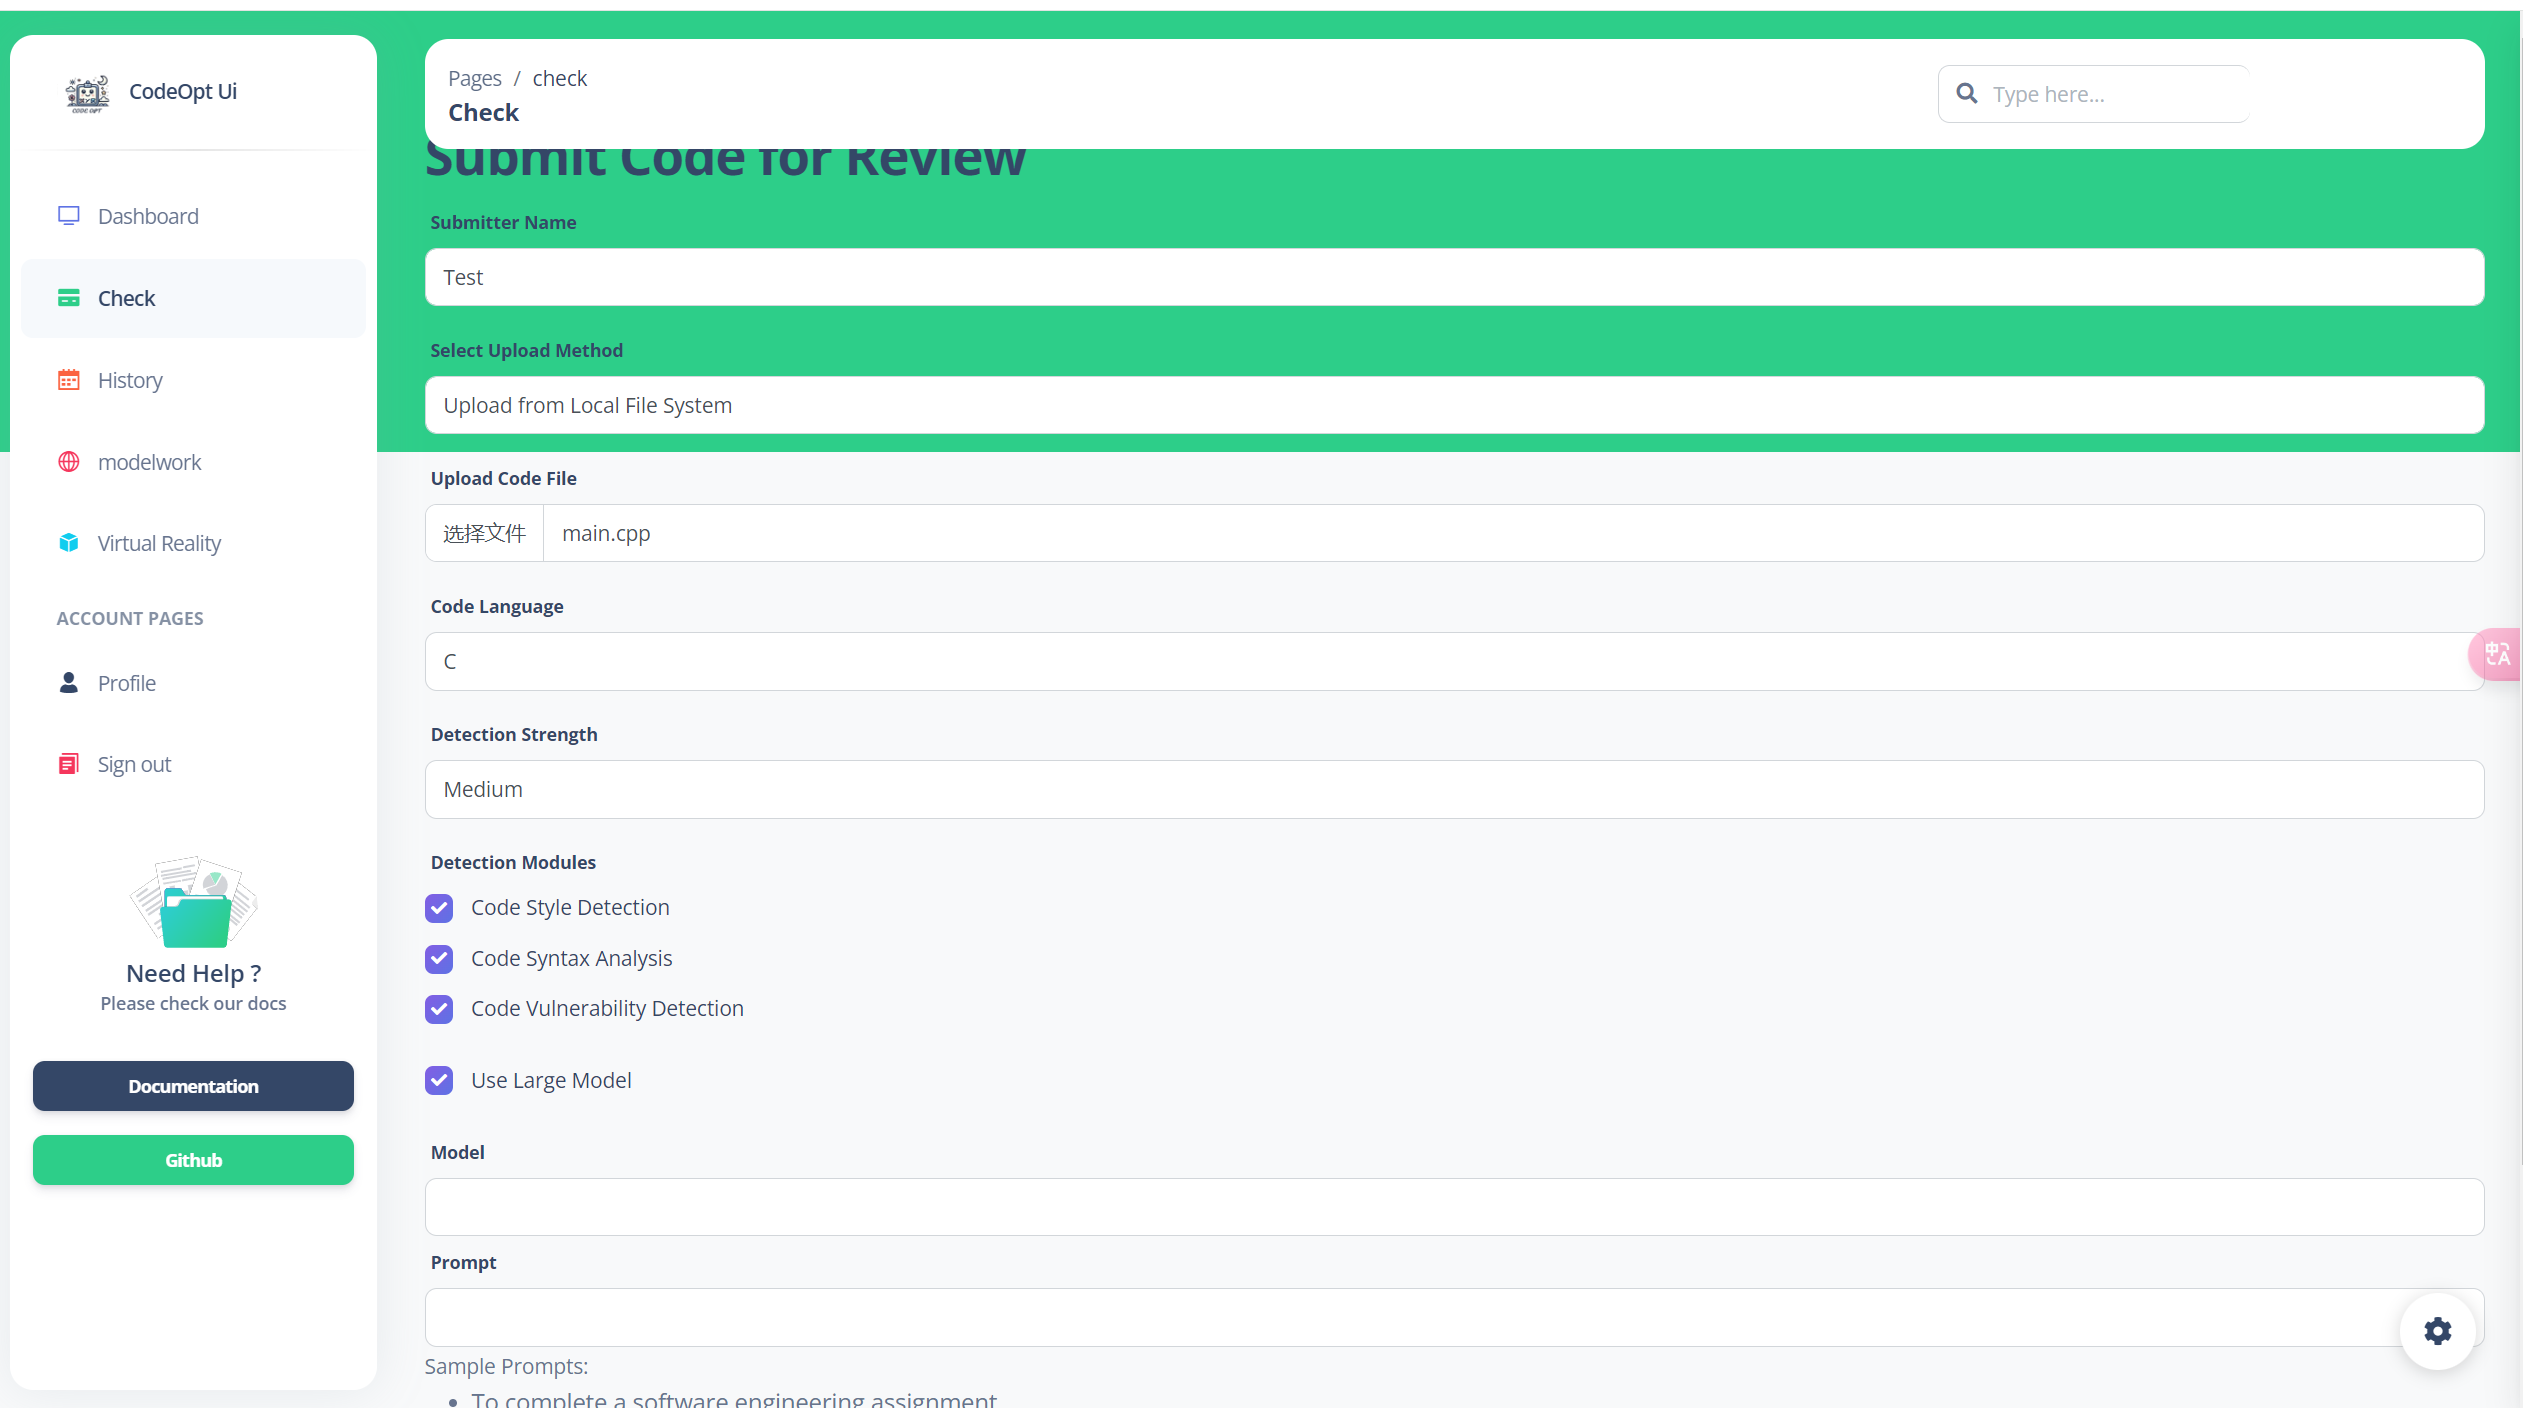 CodeOpt Ui
Dashboard
Check
History
modelwork
Virtual Reality
ACCOUNT PAGES
Profile
Sign out
Need Help ?
Please check our docs
Documentation
Github
Pages / check
Check
Type here...
Submit Code for Review
Submitter Name
Test
Select Upload Method
Upload from Local File System
Upload Code File
选择文件 main.cpp
Code Language
C
Detection Strength
Medium
Detection Modules
Code Style Detection
Code Syntax Analysis
Code Vulnerability Detection
Use Large Model
Model
Prompt
Sample Prompts:
• To complete a software engineering assignment
中A
CODE OPT